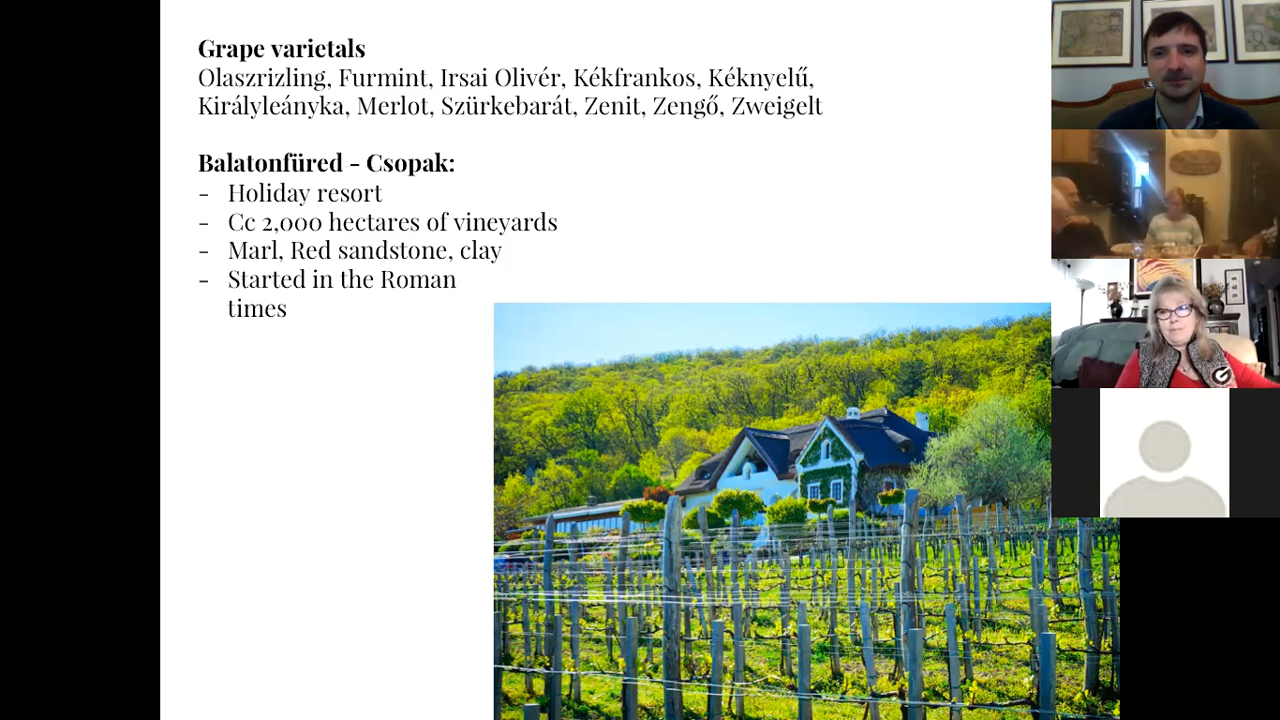 Grape varietals
Olaszrizling, Furmint, Irsai Olivér, Kékfrankos, Kéknyelű,
Királyleányka, Merlot, Szürkebarát, Zenit, Zengő, Zweigelt
Balatonfüred - Csopak:
- Holiday resort
- Cc 2,000 hectares of vineyards
- Marl, Red sandstone, clay
- Started in the Roman
times
G